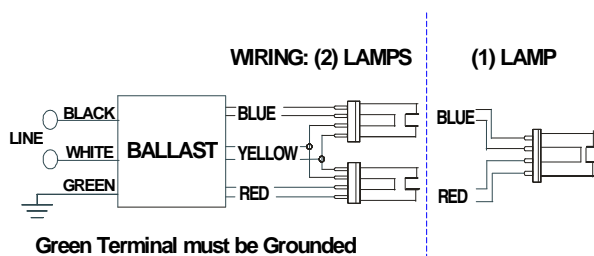 WIRING: (2) LAMPS
(1) LAMP
BLACK
BLUE
BLUE
LINE
WHITE
BALLAST
YELLOW
GREEN
RED
RED
Green Terminal must be Grounded